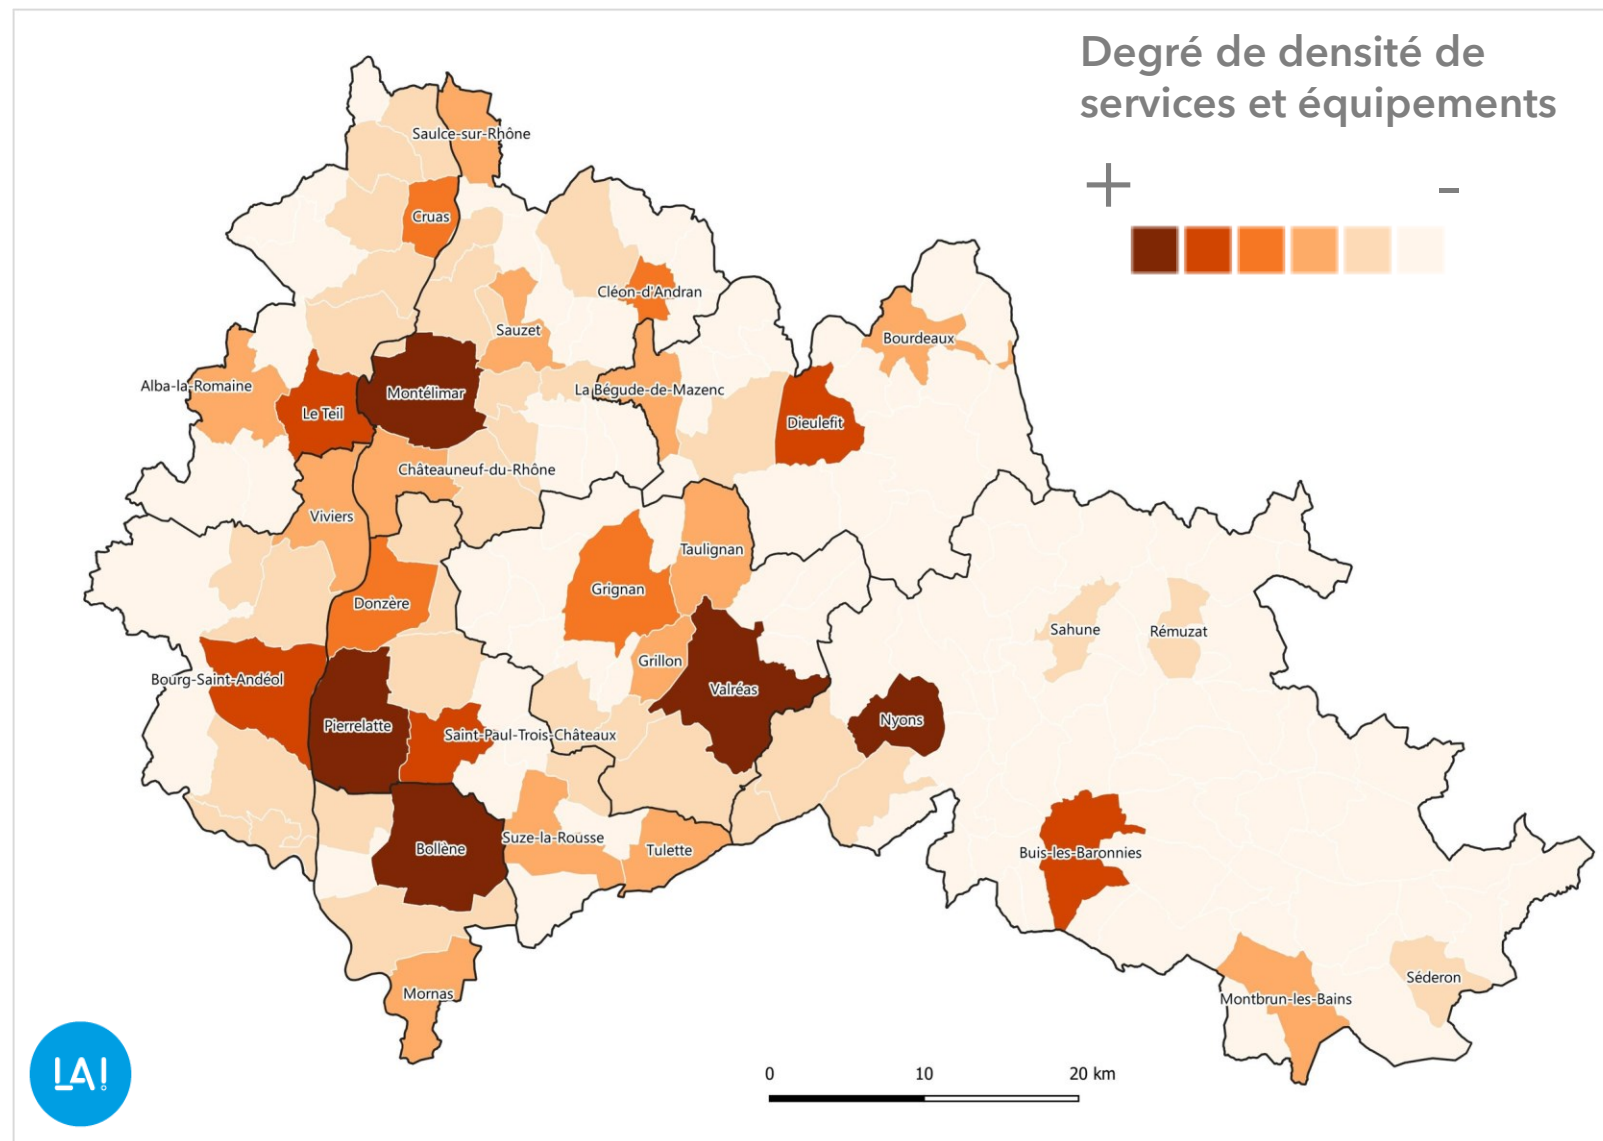 Degré de densité de
services et équipements
+ -
Saulce-sur-Rhône
Cruas
Cléon-d'Andran
Sauzet
Bourdeaux
Alba-la-Romaine
Montélimar
La Bégude-de-Mazenc
Le Teil
Dieulefit
Châteauneuf-du-Rhône
Viviers
Taulignan
Grignan
Donzère
Sahune
Rémuzat
Grillon
Bourg-Saint-Andéol
Valréas
Nyons
Pierrelatte
Saint-Paul-Trois-Châteaux
Suze-la-Rousse
Bollène
Tulette
Buis-les-Baronnies
Mornas
Séderon
Montbrun-les-Bains
LA!
0 10 20 km